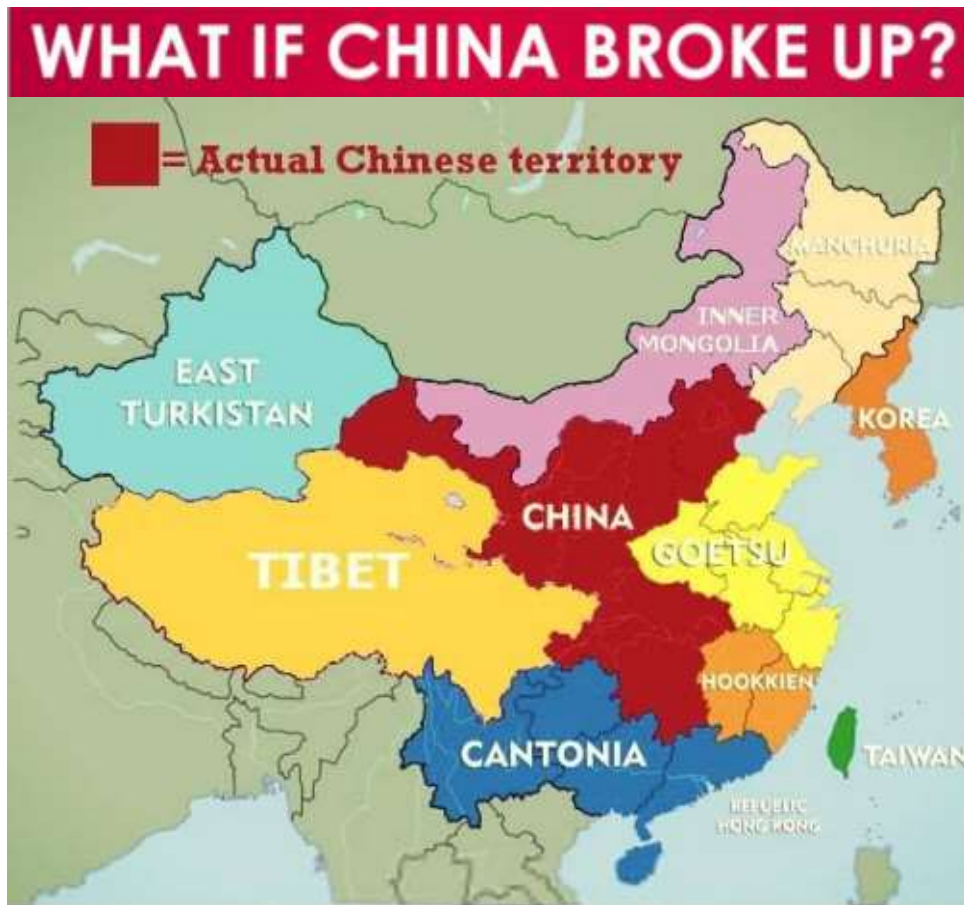 WHAT IF CHINA BROKE UP?
= Actual Chinese territory
MANCHURIA
INNER
MONGOLIA
EAST
TURKISTAN
KOREA
CHINA
GOETSU
TIBET
HOOKKIEN
CANTONIA
TAIWAN
REPUBLIC
HONG KONG